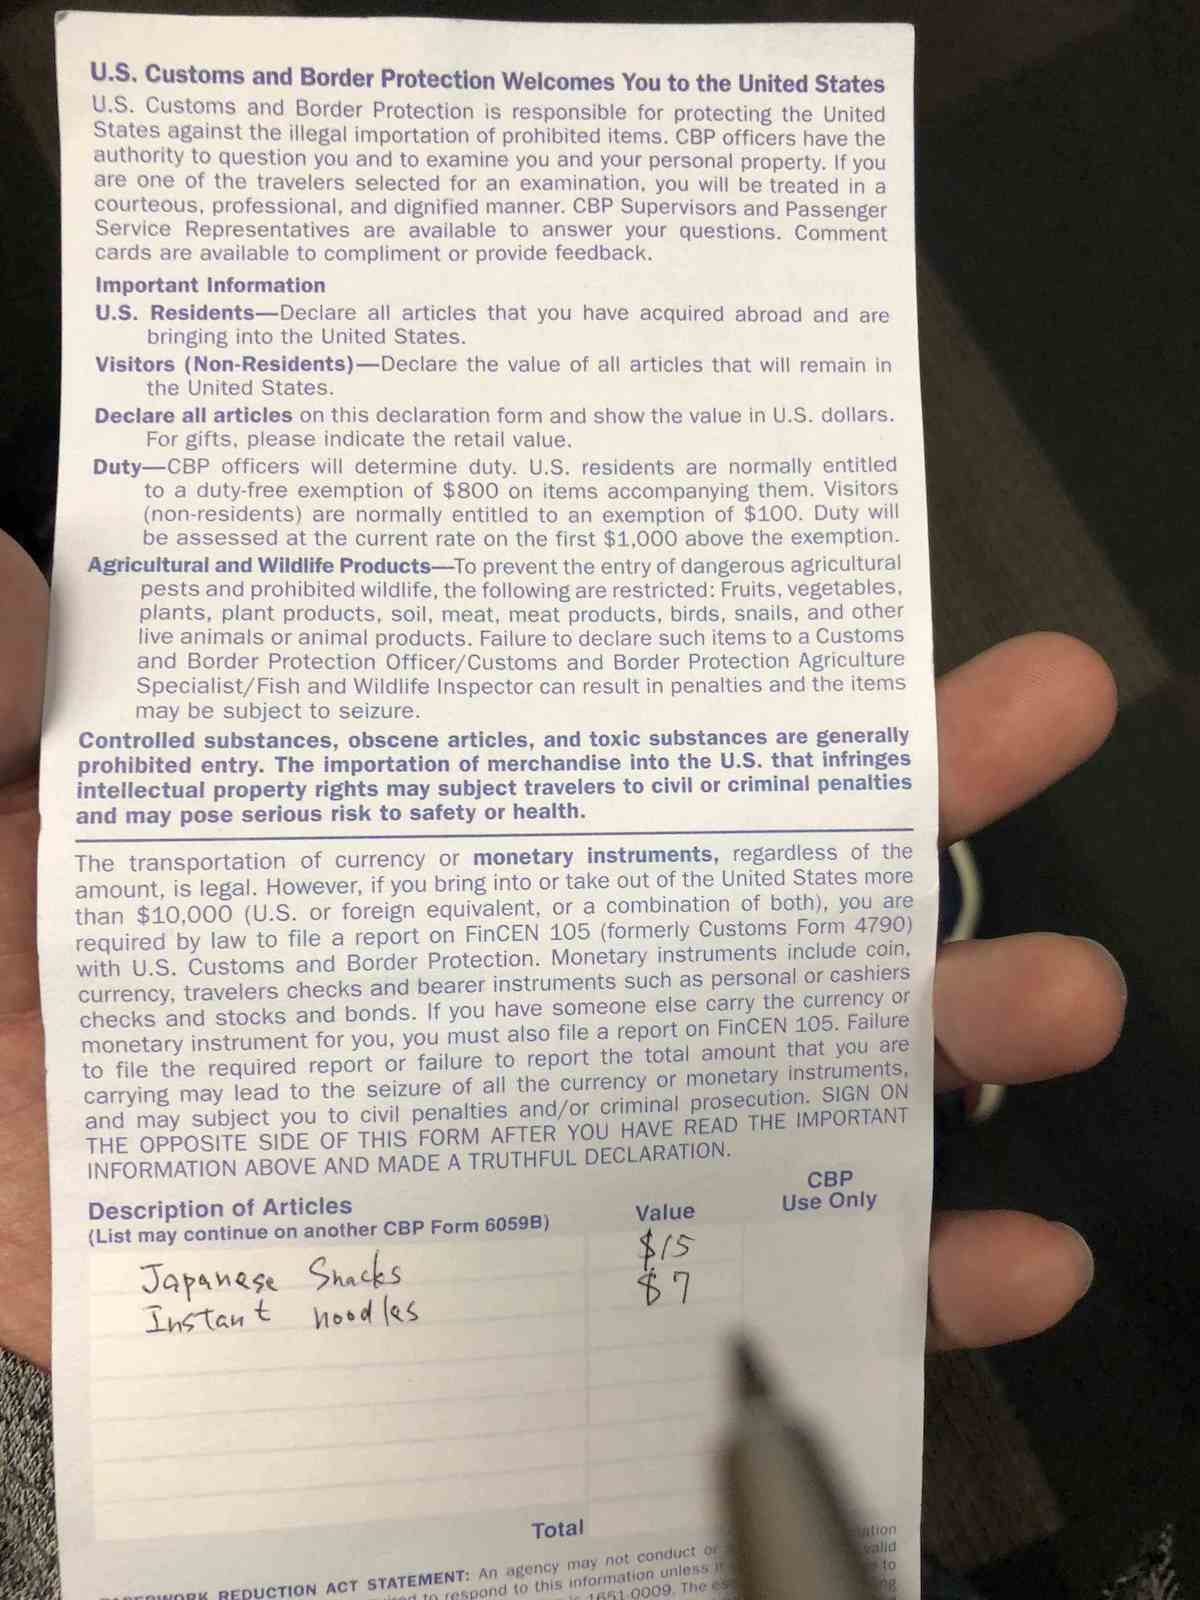 U.S. Customs and Border Protection Welcomes You to the United States
U.S. Customs and Border Protection is responsible for protecting the United
States against the illegal importation of prohibited items. CBP officers have the
authority to question you and to examine you and your personal property. If you
are one of the travelers selected for an examination, you will be treated in a
courteous, professional, and dignified manner. CBP Supervisors and Passenger
Service Representatives are available to answer your questions. Comment
cards are available to compliment or provide feedback.
Important Information
U.S. Residents—Declare all articles that you have acquired abroad and are
bringing into the United States.
Visitors (Non-Residents)—Declare the value of all articles that will remain in
the United States.
Declare all articles on this declaration form and show the value in U.S. dollars.
For gifts, please indicate the retail value.
Duty—CBP officers will determine duty. U.S. residents are normally entitled
to a duty-free exemption of $800 on items accompanying them. Visitors
(non-residents) are normally entitled to an exemption of $100. Duty will
be assessed at the current rate on the first $1,000 above the exemption.
Agricultural and Wildlife Products—To prevent the entry of dangerous agricultural
pests and prohibited wildlife, the following are restricted: Fruits, vegetables,
plants, plant products, soil, meat, meat products, birds, snails, and other
live animals or animal products. Failure to declare such items to a Customs
and Border Protection Officer/Customs and Border Protection Agriculture
Specialist/Fish and Wildlife Inspector can result in penalties and the items
may be subject to seizure.
Controlled substances, obscene articles, and toxic substances are generally
prohibited entry. The importation of merchandise into the U.S. that infringes
intellectual property rights may subject travelers to civil or criminal penalties
and may pose serious risk to safety or health.
The transportation of currency or monetary instruments, regardless of the
amount, is legal. However, if you bring into or take out of the United States more
than $10,000 (U.S. or foreign equivalent, or a combination of both), you are
required by law to file a report on FinCEN 105 (formerly Customs Form 4790)
with U.S. Customs and Border Protection. Monetary instruments include coin,
currency, travelers checks and bearer instruments such as personal or cashiers
checks and stocks and bonds. If you have someone else carry the currency or
monetary instrument for you, you must also file a report on FinCEN 105. Failure
to file the required report or failure to report the total amount that you are
carrying may lead to the seizure of all the currency or monetary instruments,
and may subject you to civil penalties and/or criminal prosecution. SIGN ON
THE OPPOSITE SIDE OF THIS FORM AFTER YOU HAVE READ THE IMPORTANT
INFORMATION ABOVE AND MADE A TRUTHFUL DECLARATION.
Description of Articles
(List may continue on another CBP Form 6059B)
Value
CBP
Use Only
Japanese Snacks $15
Instant noodles $7
Total
REDUCTION ACT STATEMENT: An agency may not conduct or
valid
to respond to this information unless
to
1651-0009. The